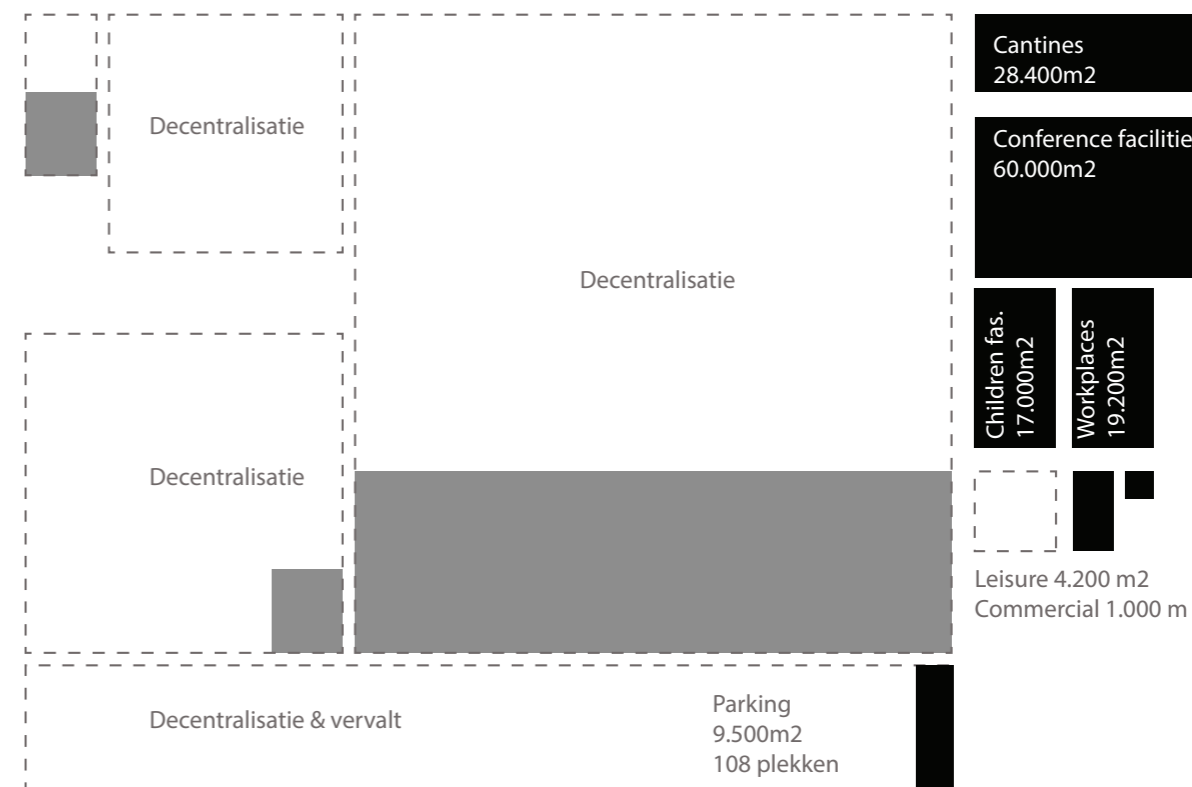 Decentralisatie
Decentralisatie
Decentralisatie
Decentralisatie & vervalt
Parking
9.500m2
108 plekken
Cantines
28.400m2
Conference facilitie
60.000m2
Children fas.
17.000m2
Workplaces
19.200m2
Leisure 4.200 m2
Commercial 1.000 m